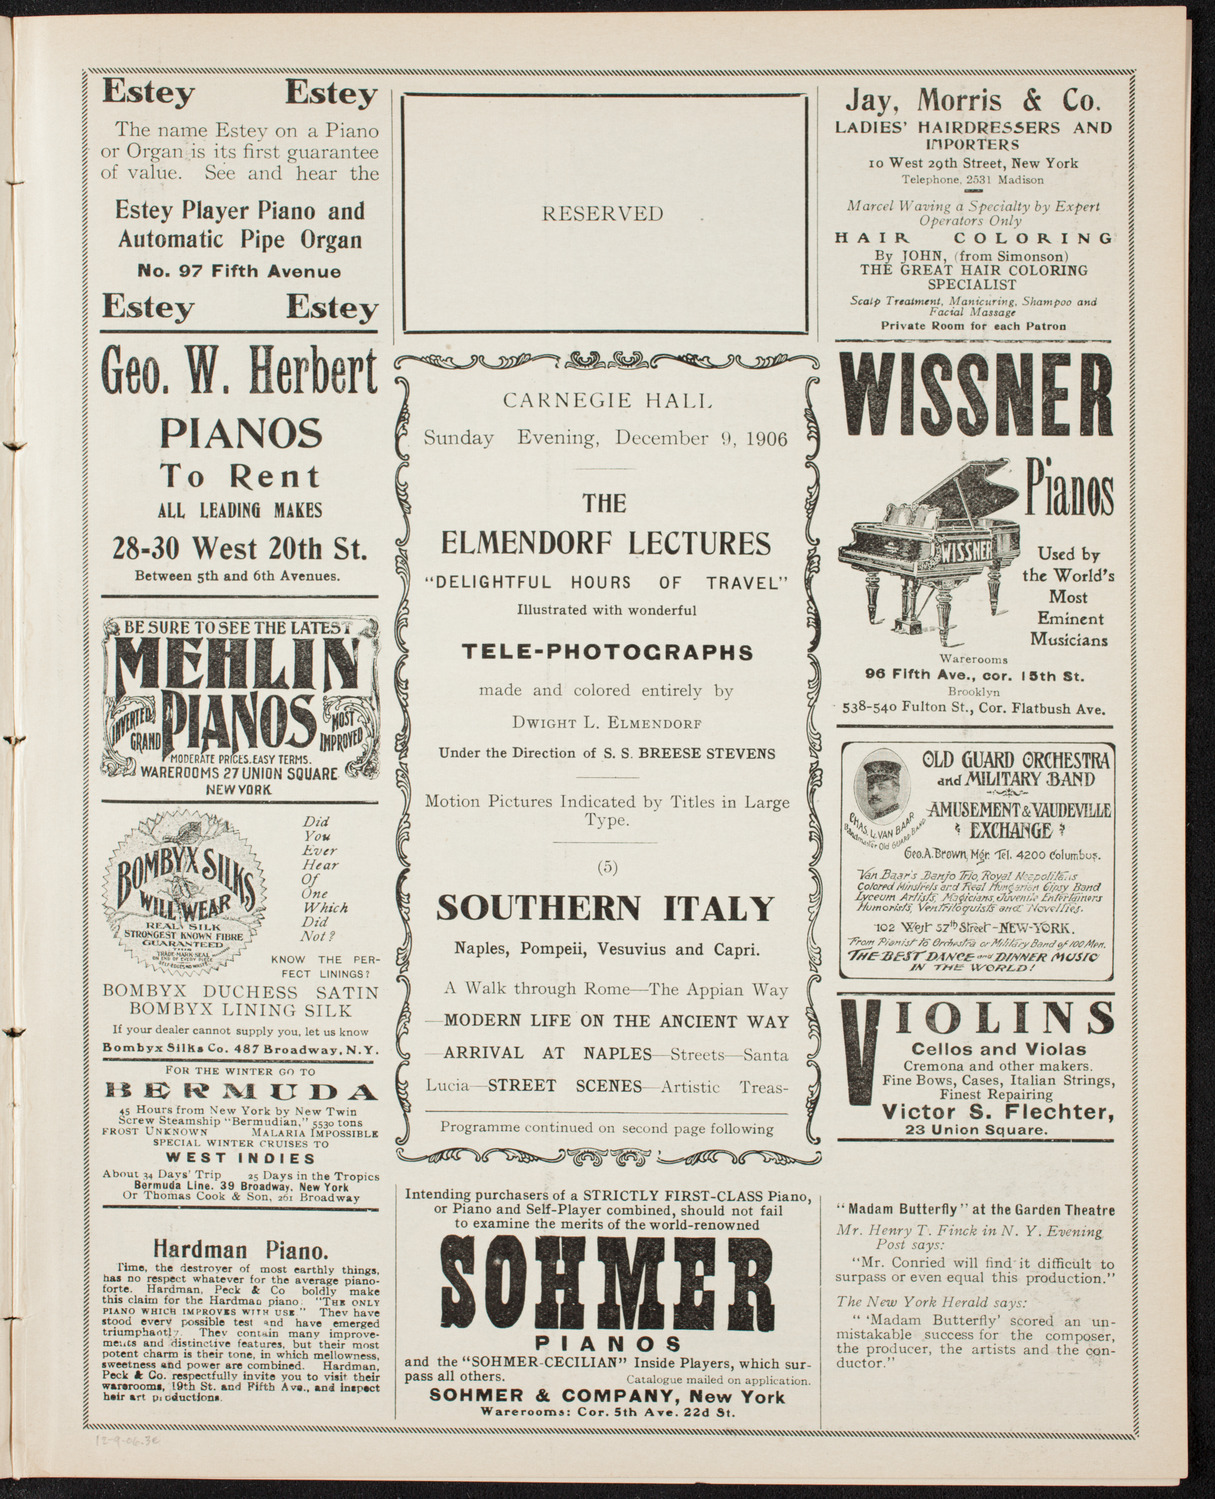 Estey Estey
The name Estey on a Piano
or Organ is its first guarantee
of value. See and hear the
Estey Player Piano and
Automatic Pipe Organ
No. 97 Fifth Avenue
Estey Estey
Geo. W. Herbert
PIANOS
To Rent
ALL LEADING MAKES
28-30 West 20th St.
Between 5th and 6th Avenues.
BE SURE TO SEE THE LATEST
MEHLIN
PIANOS
INVERTED
GRAND
MOST
IMPROVED
MODERATE PRICES. EASY TERMS.
WAREROOMS 27 UNION SQUARE
NEW YORK
BOMBYX SILKS
WILL WEAR
REAL SILK
STRONGEST KNOWN FIBRE
GUARANTEED
Did
You
Ever
Hear
Of
One
Which
Did
Not?
KNOW THE PER-
FECT LININGS?
BOMBYX DUCHESS SATIN
BOMBYX LINING SILK
If your dealer cannot supply you, let us know
Bombyx Silks Co. 487 Broadway, N.Y.
FOR THE WINTER GO TO
BERMUDA
45 Hours from New York by New Twin
Screw Steamship "Bermudian," 5530 tons
FROST UNKNOWN MALARIA IMPOSSIBLE
SPECIAL WINTER CRUISES TO
WEST INDIES
About 34 Days' Trip 25 Days in the Tropics
Bermuda Line. 39 Broadway, New York
Or Thomas Cook & Son, 261 Broadway
Hardman Piano.
Time, the destroyer of most earthly things,
has no respect whatever for the average piano-
forte. Hardman, Peck & Co boldly make
this claim for the Hardman piano. "THE ONLY
PIANO WHICH IMPROVES WITH USE." They have
stood every possible test and have emerged
triumphantly. They contain many improve-
ments and distinctive features, but their most
potent charm is their tone, in which mellowness,
sweetness and power are combined. Hardman,
Peck & Co. respectfully invite you to visit their
warerooms, 19th St. and Fifth Ave., and inspect
heir art productions.
12-9-06.3e
RESERVED
CARNEGIE HALL
Sunday Evening, December 9, 1906
THE
ELMENDORF LECTURES
"DELIGHTFUL HOURS OF TRAVEL"
Illustrated with wonderful
TELE-PHOTOGRAPHS
made and colored entirely by
DWIGHT L. ELMENDORF
Under the Direction of S. S. BREESE STEVENS
Motion Pictures Indicated by Titles in Large
Type.
(5)
SOUTHERN ITALY
Naples, Pompeii, Vesuvius and Capri.
A Walk through Rome—The Appian Way
—MODERN LIFE ON THE ANCIENT WAY
—ARRIVAL AT NAPLES—Streets—Santa
Lucia—STREET SCENES—Artistic Treas-
Programme continued on second page following
Intending purchasers of a STRICTLY FIRST-CLASS Piano,
or Piano and Self-Player combined, should not fail
to examine the merits of the world-renowned
SOHMER
PIANOS
and the "SOHMER-CECILIAN" Inside Players, which sur-
pass all others. Catalogue mailed on application.
SOHMER & COMPANY, New York
Warerooms: Cor. 5th Ave. 22d St.
Jay, Morris & Co.
LADIES' HAIRDRESSERS AND
IMPORTERS
10 West 29th Street, New York
Telephone, 2531 Madison
Marcel Waving a Specialty by Expert
Operators Only
HAIR COLORING
By JOHN, (from Simonson)
THE GREAT HAIR COLORING
SPECIALIST
Scalp Treatment, Manicuring, Shampoo and
Facial Massage
Private Room for each Patron
WISSNER
Pianos
WISSNER
Used by
the World's
Most
Eminent
Musicians
Warerooms
96 Fifth Ave., cor. 15th St.
Brooklyn
538-540 Fulton St., Cor. Flatbush Ave.
OLD GUARD ORCHESTRA
and MILITARY BAND
AMUSEMENT & VAUDEVILLE
EXCHANGE
CHAS. L. VAN BAAR
Bandmaster Old Guard Band
Geo. A. Brown, Mgr. Tel. 4200 Columbus.
Van Baar's Banjo Trio, Royal Neapolitans
Colored Minstrels and Real Hungarian Gipsy Band
Lyceum Artists, Magicians, Juvenile Entertainers
Humorists, Ventriloquists and Novelties.
102 West 57th Street—NEW-YORK.
From Pianist to Orchestra or Military Band of 100 Men.
THE BEST DANCE and DINNER MUSIC
IN THE WORLD!
VIOLINS
Cellos and Violas
Cremona and other makers.
Fine Bows, Cases, Italian Strings,
Finest Repairing
Victor S. Flechter,
23 Union Square.
"Madam Butterfly" at the Garden Theatre
Mr. Henry T. Finck in N. Y. Evening
Post says:
"Mr. Conried will find it difficult to
surpass or even equal this production."
The New York Herald says:
"'Madam Butterfly' scored an un-
mistakable success for the composer,
the producer, the artists and the con-
ductor."